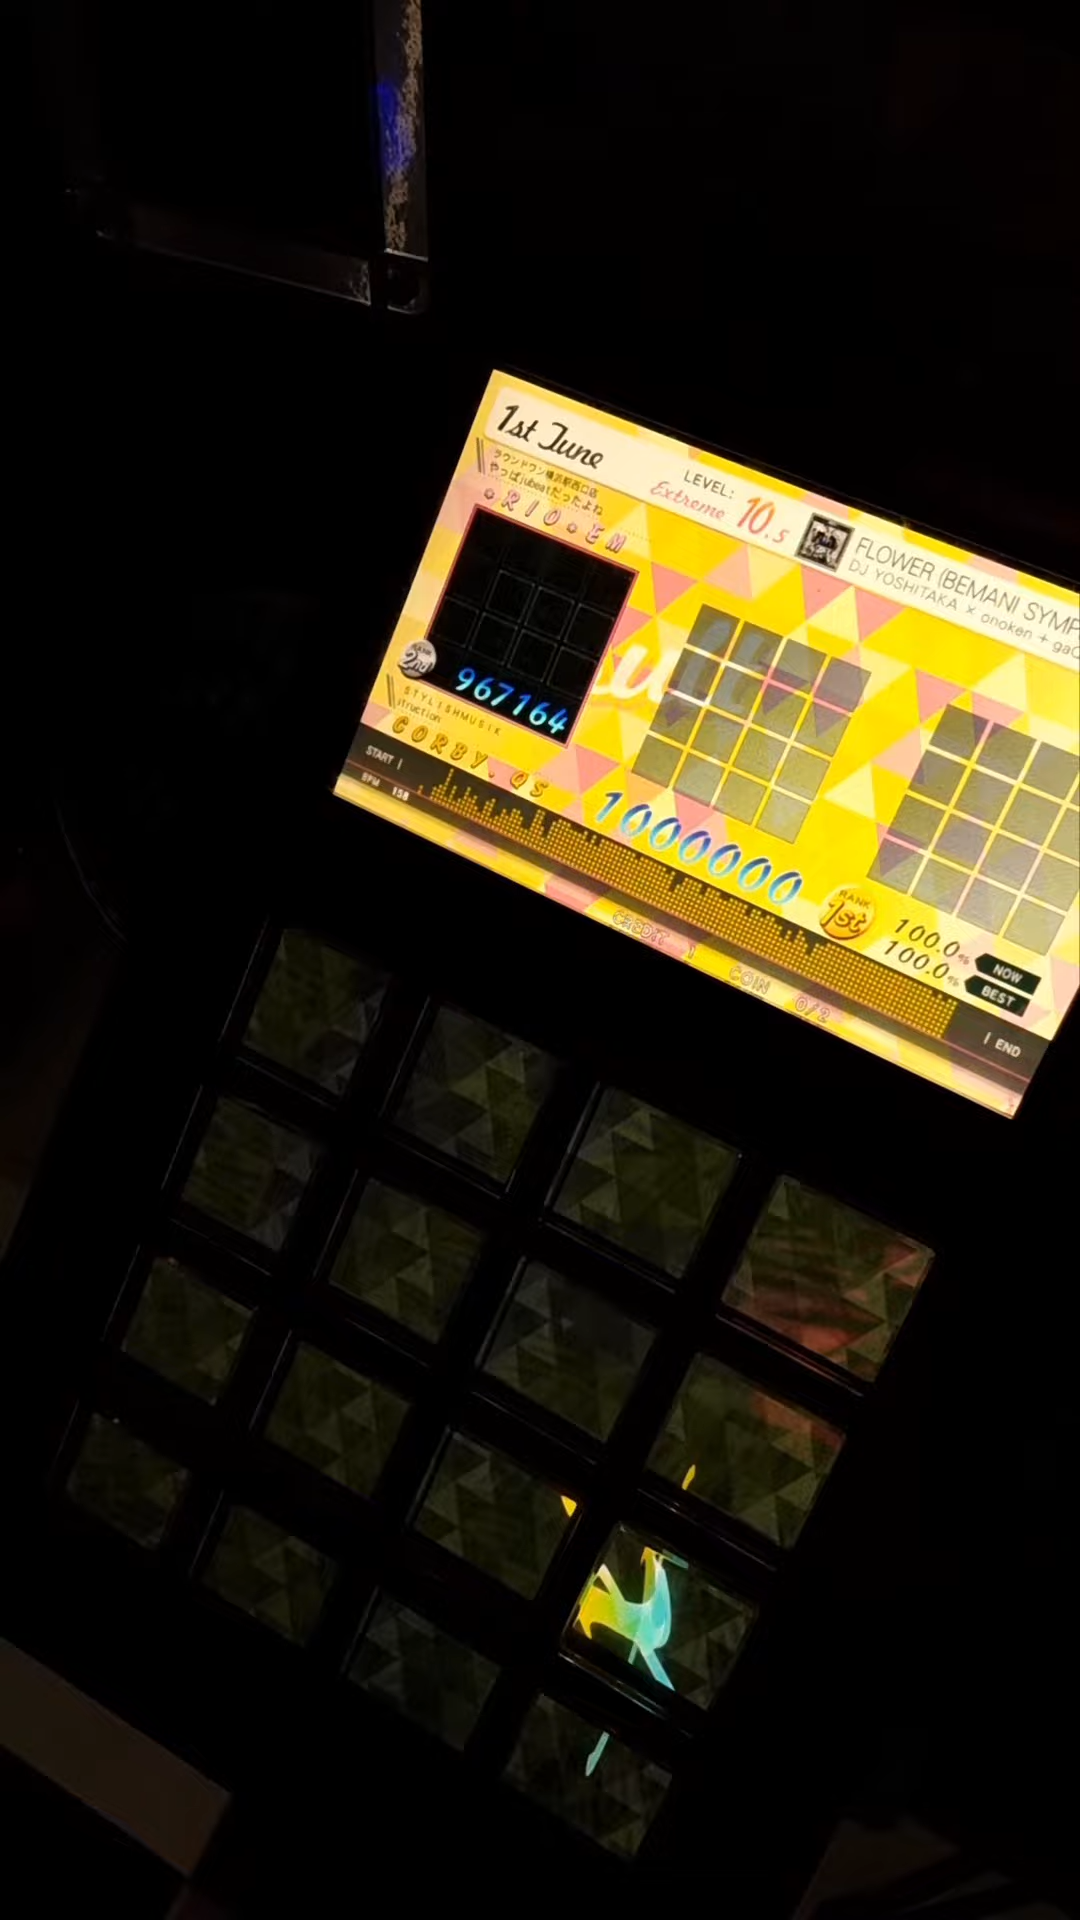 1st Tune
ラウンドワン横浜駅西口店
やっぱjubeatだったよね
*RIO*EM
LEVEL:
Extreme 10.5
FLOWER (BEMANI SYMP
DJ YOSHITAKA × onoken + gaC
RANK
2nd
967164
STYLISHMUSIK
struction
CORBY.QS
START |
BPM 158
1000000
RANK
1st
100.0% NOW
100.0% BEST
CREDIT 1 COIN 0/2
| END